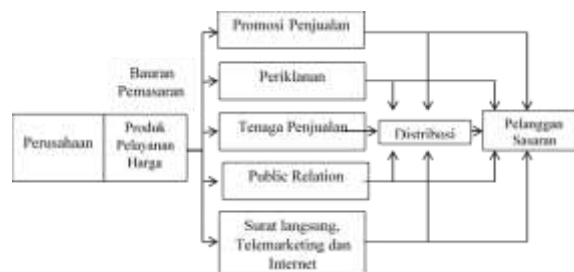 Promosi Penjualan
Bauran
Pemasaran
Periklanan
Perusahaan
Produk
Pelayanan
Harga
Tenaga Penjualan
Distribosi
Pelanggan
Sasaran
Public Relation
Surat langsung,
Telemarketing dan
Internet